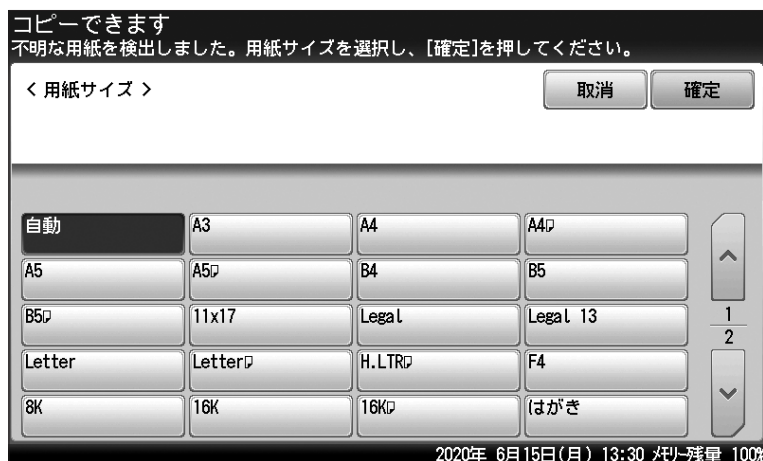 コピーできます
不明な用紙を検出しました。用紙サイズを選択し、[確定]を押してください。
< 用紙サイズ >
取消
確定
自動
A3
A4
A4
A5
A5
B4
B5
B5
11x17
Legal
Legal 13
Letter
Letter
H.LTR
F4
8K
16K
16K
はがき
1
2
2020年 6月15日(月) 13:30 メモリー残量 100%